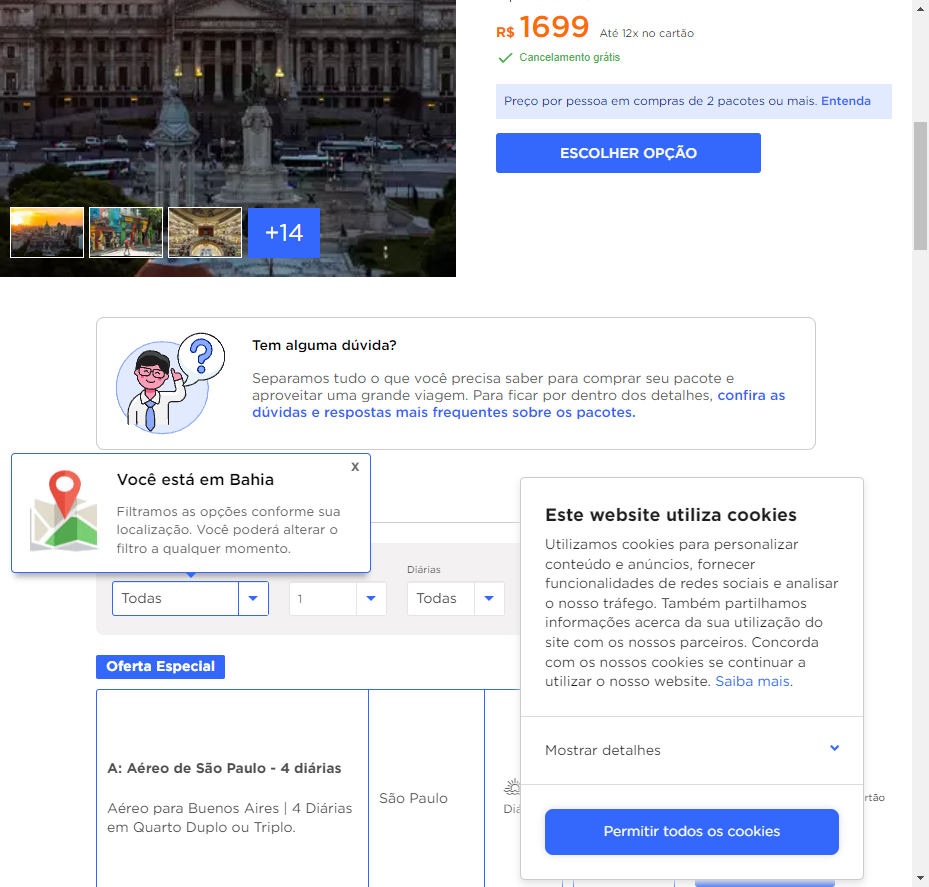 R$ 1699 Até 12x no cartão
Cancelamento grátis
Preço por pessoa em compras de 2 pacotes ou mais. Entenda
ESCOLHER OPÇÃO
+14
Tem alguma dúvida?
Separamos tudo o que você precisa saber para comprar seu pacote e
aproveitar uma grande viagem. Para ficar por dentro dos detalhes, confira as
dúvidas e respostas mais frequentes sobre os pacotes.
Você está em Bahia
x
Filtramos as opções conforme sua
localização. Você poderá alterar o
filtro a qualquer momento.
Diárias
Todas
1
Todas
Oferta Especial
A: Aéreo de São Paulo - 4 diárias
Aéreo para Buenos Aires | 4 Diárias
em Quarto Duplo ou Triplo.
São Paulo
Este website utiliza cookies
Utilizamos cookies para personalizar
conteúdo e anúncios, fornecer
funcionalidades de redes sociais e analisar
o nosso tráfego. Também partilhamos
informações acerca da sua utilização do
site com os nossos parceiros. Concorda
com os nossos cookies se continuar a
utilizar o nosso website. Saiba mais.
Mostrar detalhes
Permitir todos os cookies